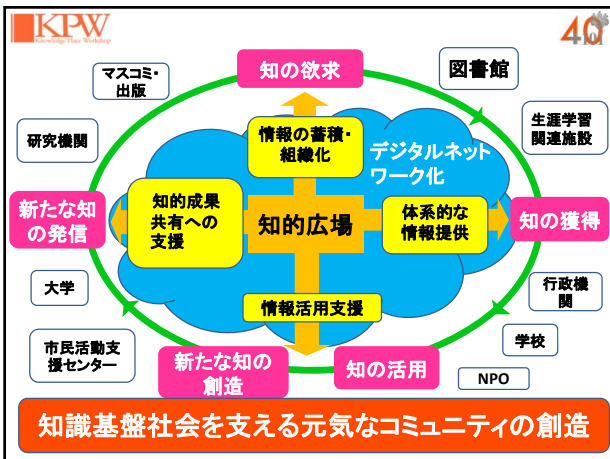 KPW
Knowledge Place Workshop
40
知の欲求
図書館
マスコミ・
出版
生涯学習
関連施設
研究機関
情報の蓄積・
組織化
デジタルネット
ワーク化
新たな知
の発信
知的成果
共有への
支援
知的広場
体系的な
情報提供
知の獲得
大学
行政機
関
情報活用支援
市民活動支
援センター
新たな知の
創造
知の活用
学校
NPO
知識基盤社会を支える元気なコミュニティの創造